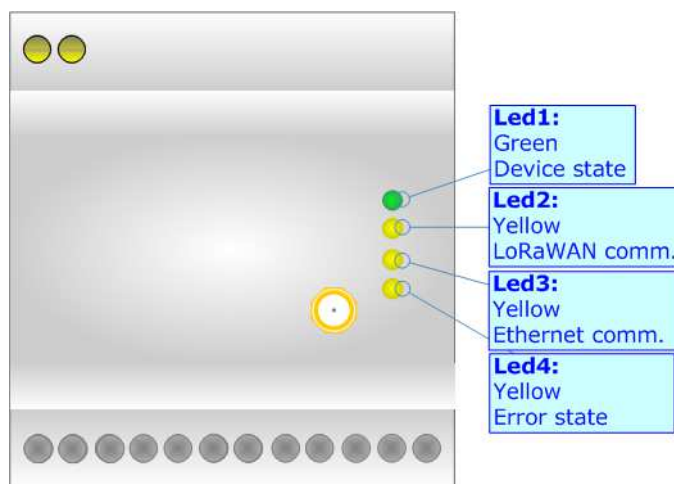 Led1:
Green
Device state
Led2:
Yellow
LoRaWAN comm.
Led3:
Yellow
Ethernet comm.
Led4:
Yellow
Error state